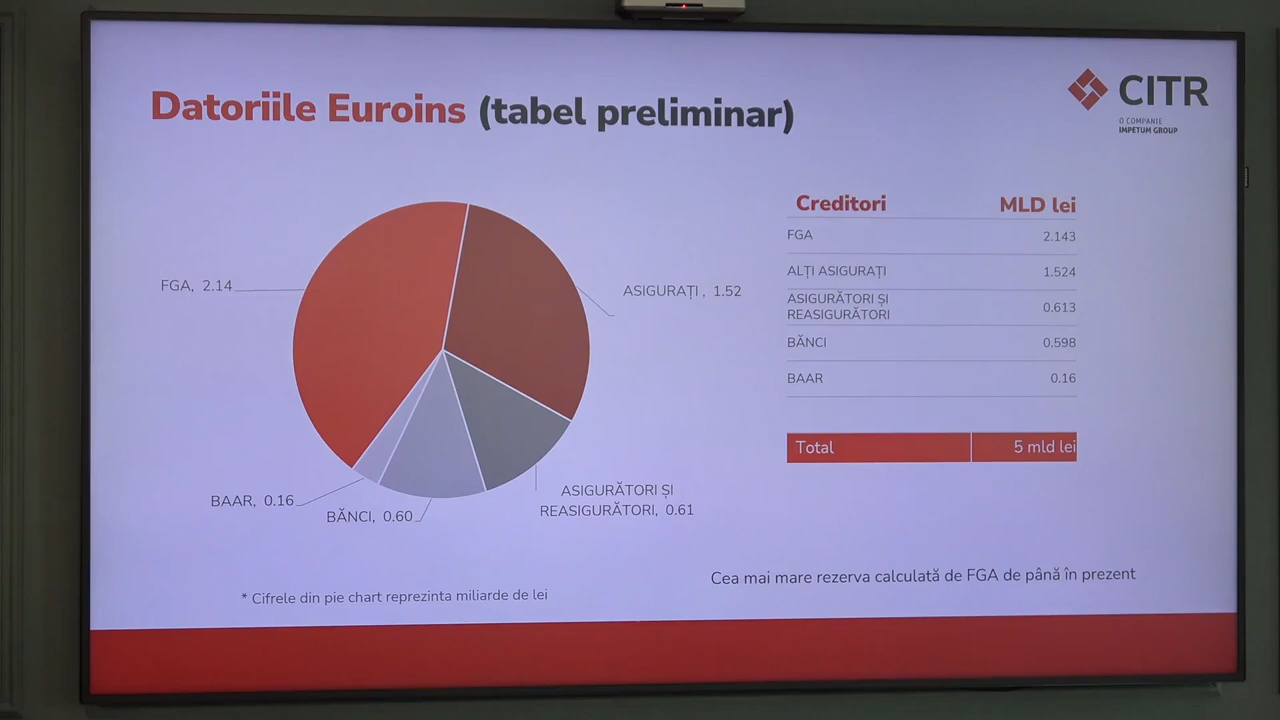 Datoriile Euroins (tabel preliminar)
CITR
O COMPANIE
IMPETUM GROUP
FGA, 2.14
ASIGURAȚI , 1.52
BAAR, 0.16
BĂNCI, 0.60
ASIGURĂTORI ȘI
REASIGURĂTORI, 0.61
* Cifrele din pie chart reprezinta miliarde de lei
Creditori MLD lei
FGA 2.143
ALȚI ASIGURAȚI 1.524
ASIGURĂTORI ȘI
REASIGURĂTORI 0.613
BĂNCI 0.598
BAAR 0.16
Total 5 mld lei
Cea mai mare rezerva calculată de FGA de până în prezent